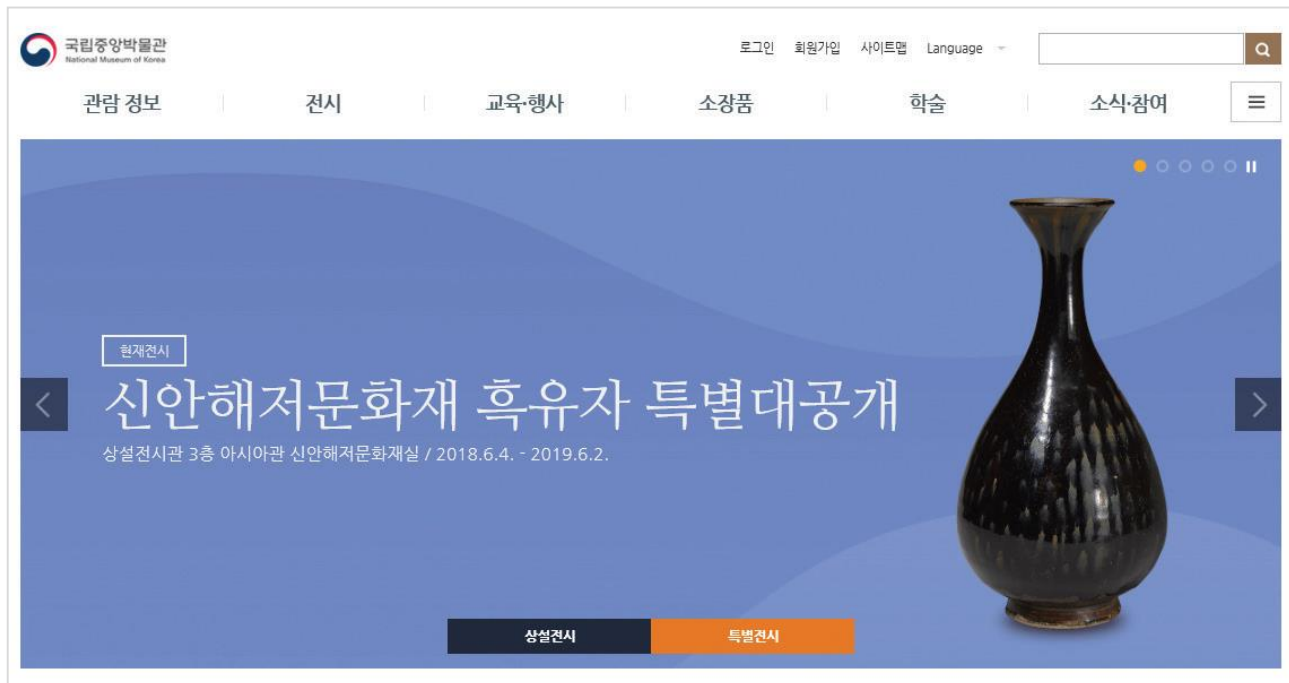 국립중앙박물관
National Museum of Korea
로그인 회원가입 사이트맵 Language
관람 정보 전시 교육·행사 소장품 학술 소식·참여
현재전시
신안해저문화재 흑유자 특별대공개
상설전시관 3층 아시아관 신안해저문화재실 / 2018.6.4. - 2019.6.2.
상설전시 특별전시